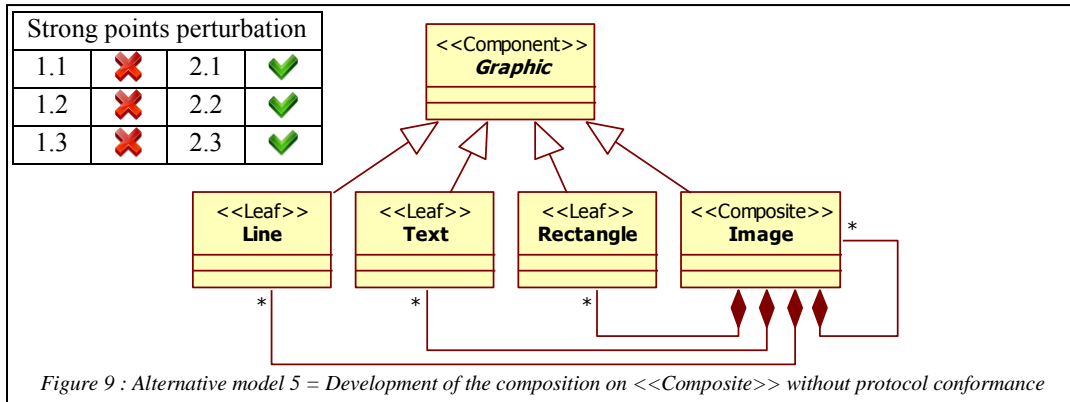 Strong points perturbation
1.1 2.1
1.2 2.2
1.3 2.3
<<Component>>
Graphic
<<Leaf>>
Line
<<Leaf>>
Text
<<Leaf>>
Rectangle
<<Composite>>
Image
*
*
*
*
Figure 9 : Alternative model 5 = Development of the composition on <<Composite>> without protocol conformance